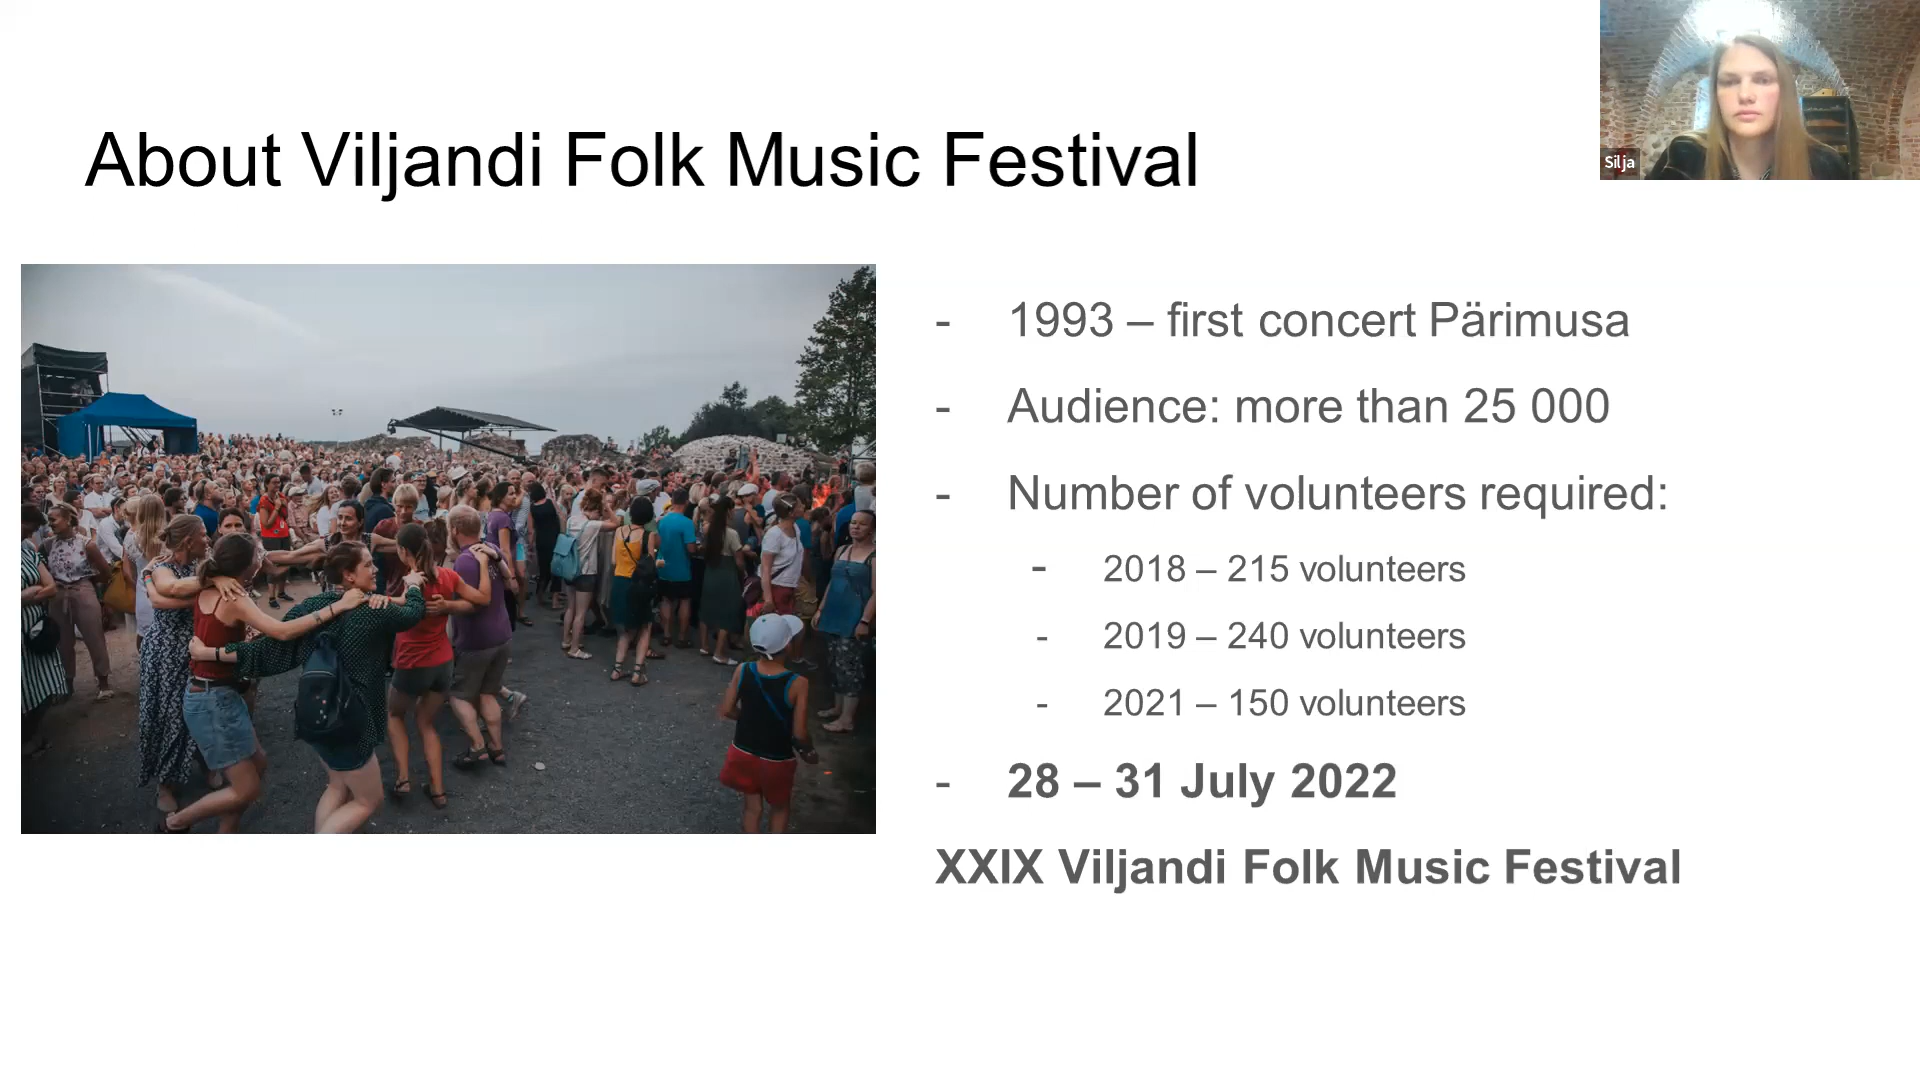 About Viljandi Folk Music Festival
Silja
- 1993 – first concert Pärimusa
- Audience: more than 25 000
- Number of volunteers required:
- 2018 – 215 volunteers
- 2019 – 240 volunteers
- 2021 – 150 volunteers
- 28 – 31 July 2022
XXIX Viljandi Folk Music Festival